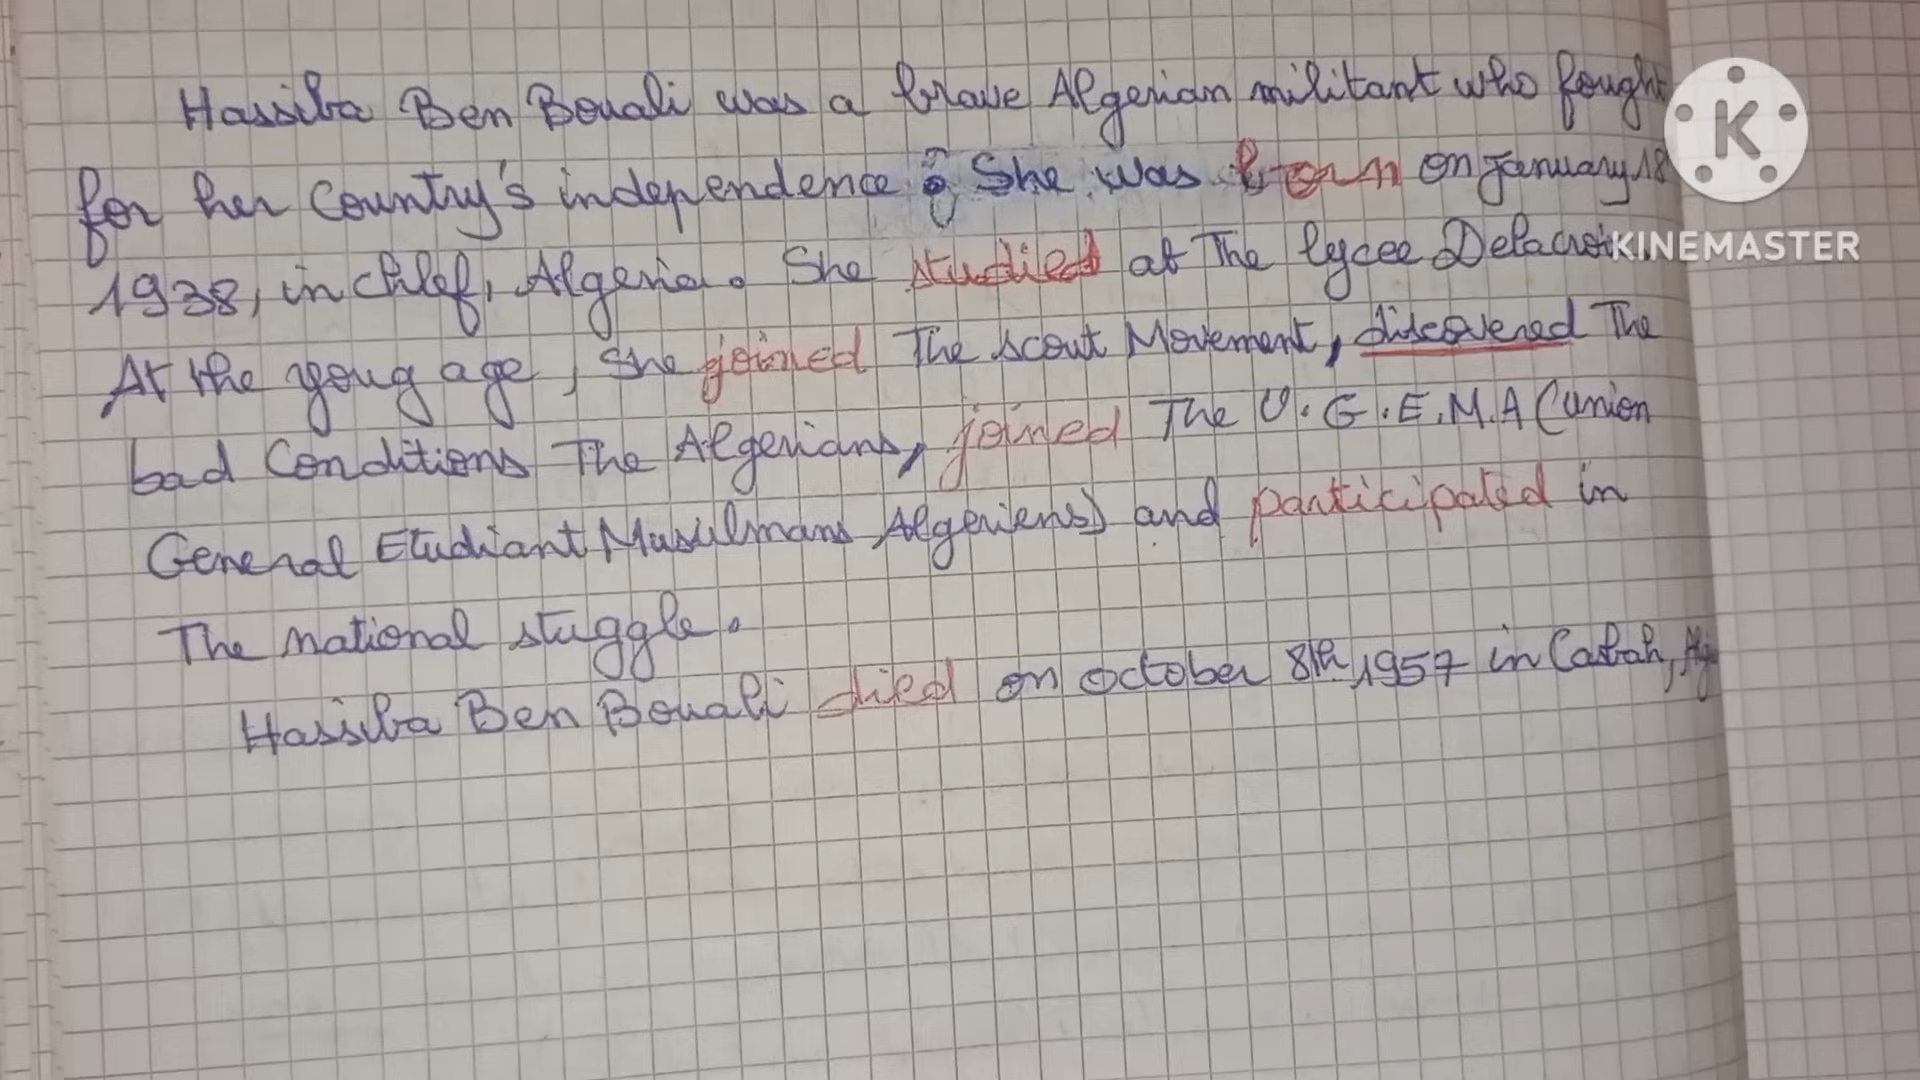 Hassiba Ben Bouali was a brave Algerian militant who fought
for her country's independence. She was born on January 18
1938, in chlef, Algeria. She studied at The lycee Delacroix.
At the youg age, she joined The scout Movement, discovered The
bad Conditions The Algerians, joined The U.G.E.M.A (union
General Etudiant Musulmans Algeriens) and participated in
The national stuggle.
Hassiba Ben Bouali died on october 8th, 1957 in Casbah,
K
KINEMASTER